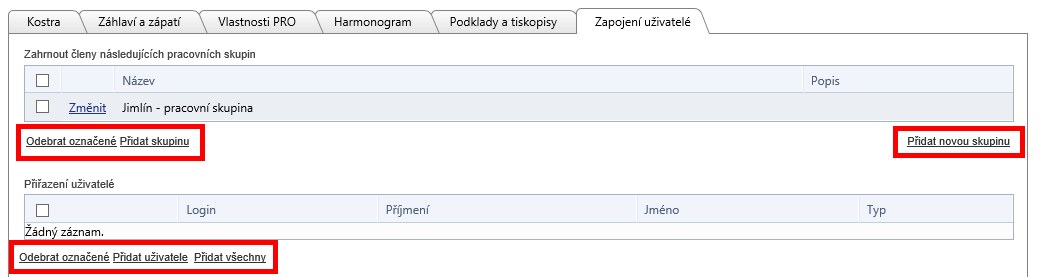 Kostra Záhlaví a zápatí Vlastnosti PRO Harmonogram Podklady a tiskopisy Zapojení uživatelé
Zahrnout členy následujících pracovních skupin
Název Popis
Změnit Jimlín - pracovní skupina
Odebrat označené Přidat skupinu Přidat novou skupinu
Přiřazení uživatelé
Login Příjmení Jméno Typ
Žádný záznam.
Odebrat označené Přidat uživatele Přidat všechny